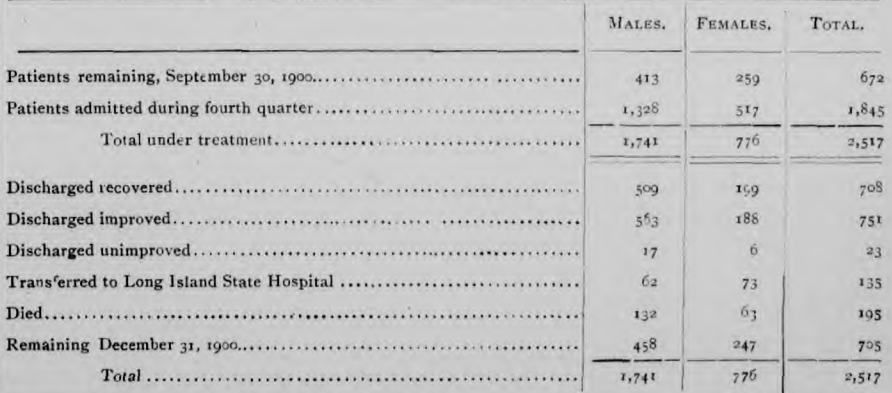 MALES. FEMALES. TOTAL.
Patients remaining, September 30, 1900........ 413 259 672
Patients admitted during fourth quarter........ 1,328 517 1,845
Total under treatment........ 1,741 776 2,517
Discharged recovered........ 509 199 708
Discharged improved........ 563 188 751
Discharged unimproved........ 17 6 23
Transferred to Long Island State Hospital ........ 62 73 135
Died........ 132 63 195
Remaining December 31, 1900........ 458 247 705
Total ........ 1,741 776 2,517